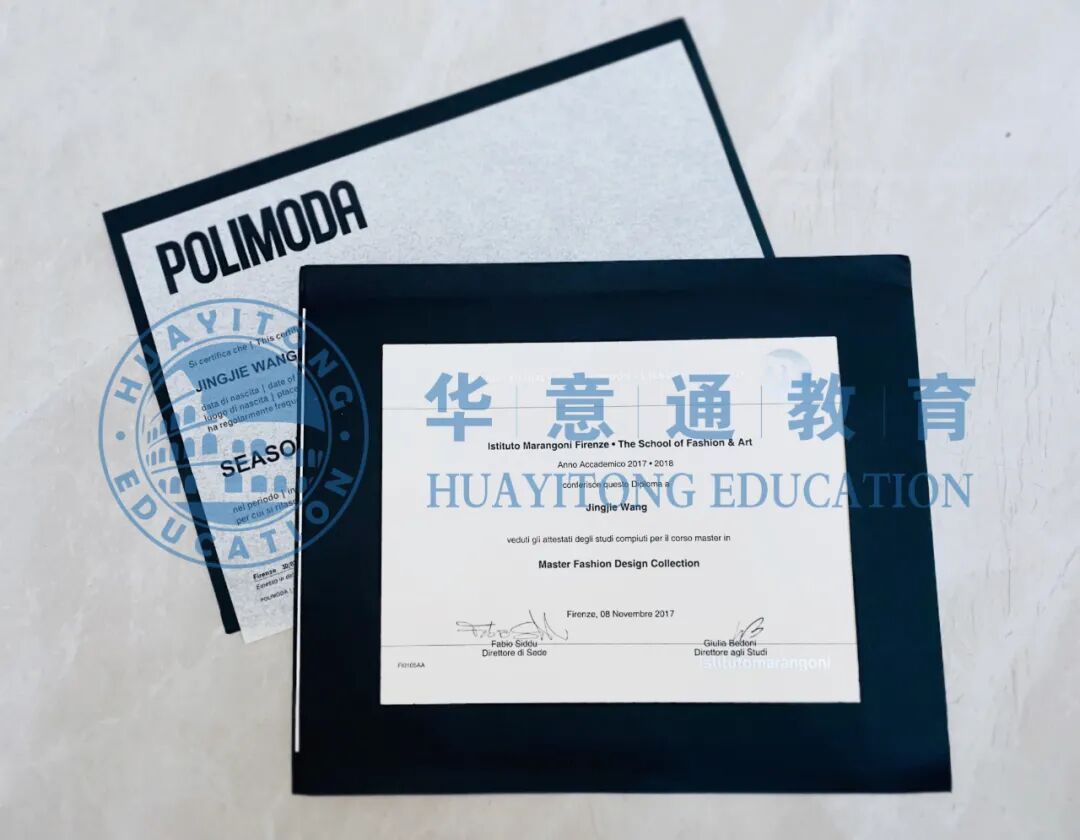 POLIMODA
Si certifica che | This certif
JINGJIE WANG
data di nascita | date of
luogo di nascita | place
ha regolarmente freque
SEASO
nel periodo | in
per cui si rilas
Firenze
POLIMODA |
HUAYITONG EDUCATION
华意通教育
HUAYITONG EDUCATION
Istituto Marangoni Firenze • The School of Fashion & Art
Anno Accademico 2017 • 2018
conferisce questo Diploma a
Jingjie Wang
veduti gli attestati degli studi compiuti per il corso master in
Master Fashion Design Collection
Firenze, 08 Novembre 2017
Fabio Siddu
Direttore di Sede
Giulia Bedoni
Direttore agli Studi
istitutomarangoni